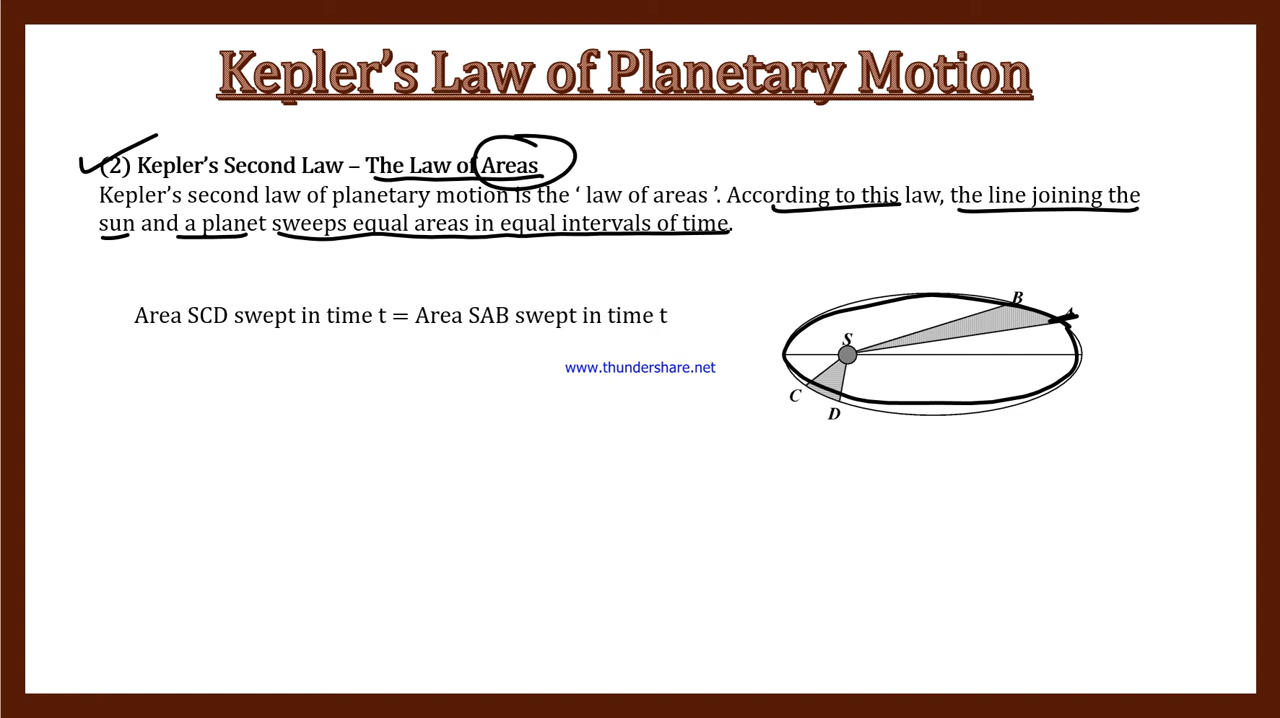 Kepler's Law of Planetary Motion
(2) Kepler's Second Law – The Law of Areas
Kepler's second law of planetary motion is the ‘ law of areas ’. According to this law, the line joining the
sun and a planet sweeps equal areas in equal intervals of time.
Area SCD swept in time t = Area SAB swept in time t
B
A
S
www.thundershare.net
C
D